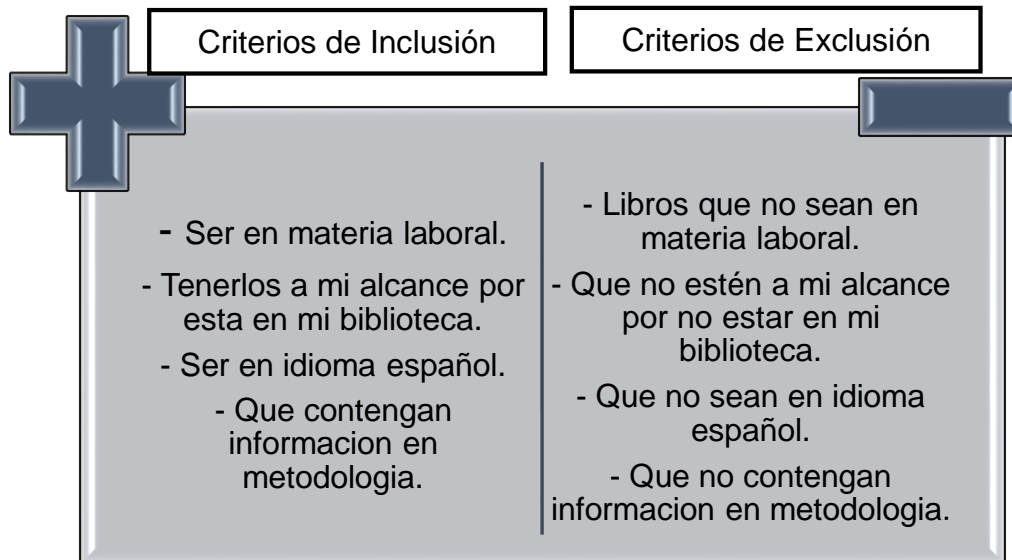 Criterios de Inclusión
Criterios de Exclusión
- Ser en materia laboral.
- Tenerlos a mi alcance por
esta en mi biblioteca.
- Ser en idioma español.
- Que contengan
informacion en
metodologia.
- Libros que no sean en
materia laboral.
- Que no estén a mi alcance
por no estar en mi
biblioteca.
- Que no sean en idioma
español.
- Que no contengan
informacion en metodologia.